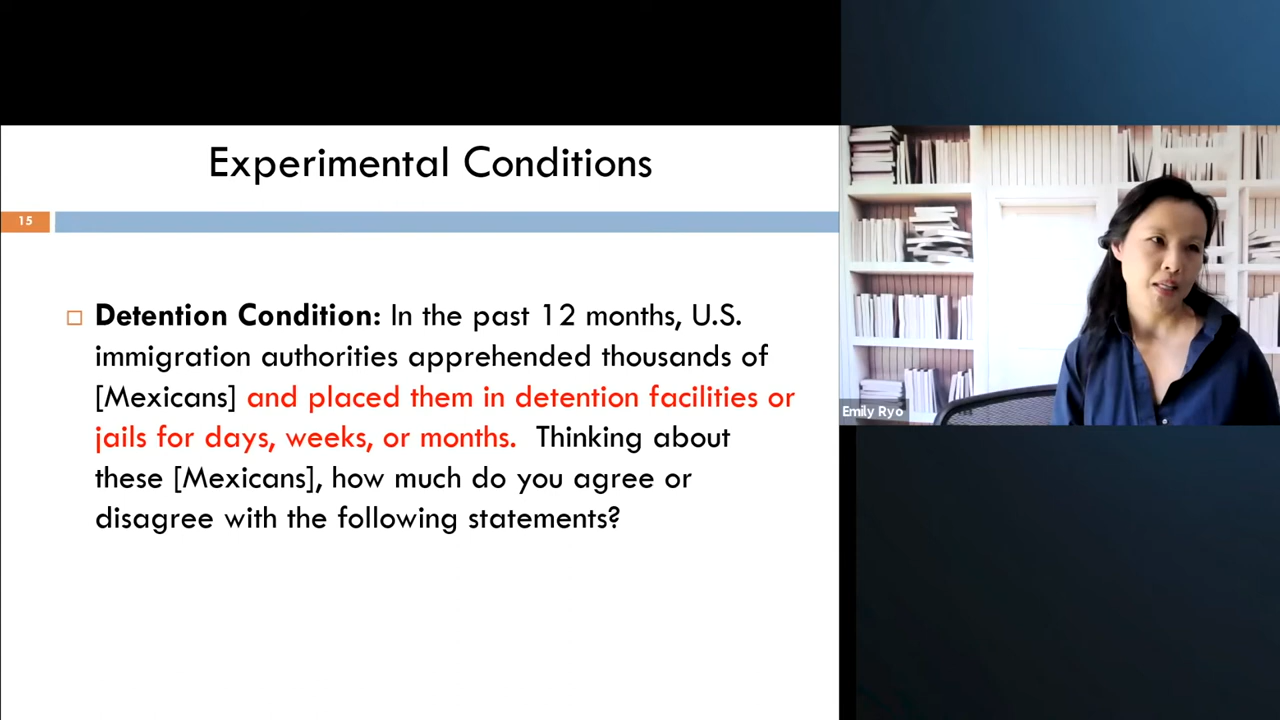 Experimental Conditions
15
Detention Condition: In the past 12 months, U.S.
immigration authorities apprehended thousands of
[Mexicans] and placed them in detention facilities or
jails for days, weeks, or months. Thinking about
these [Mexicans], how much do you agree or
disagree with the following statements?
Emily Ryo